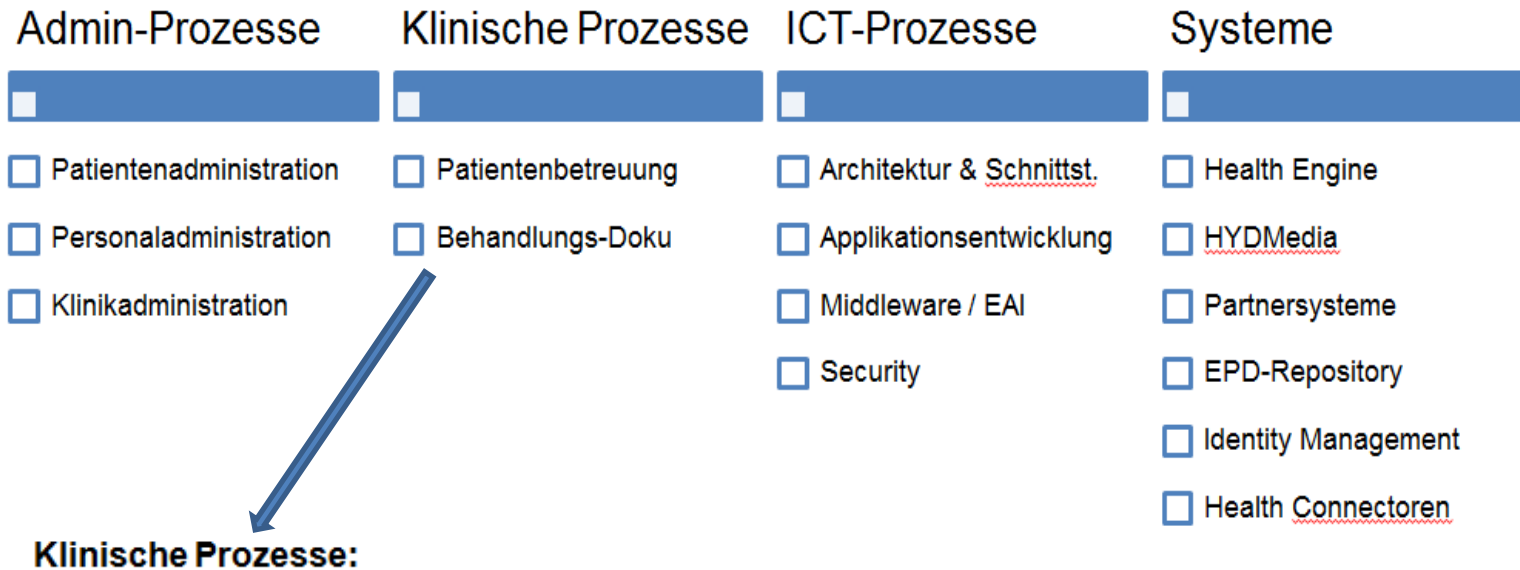 Admin-Prozesse
Patientenadministration
Personaladministration
Klinikadministration
Klinische Prozesse
Patientenbetreuung
Behandlungs-Doku
ICT-Prozesse
Architektur & Schnittst.
Applikationsentwicklung
Middleware / EAI
Security
Systeme
Health Engine
HYDMedia
Partnersysteme
EPD-Repository
Identity Management
Health Connectoren
Klinische Prozesse: